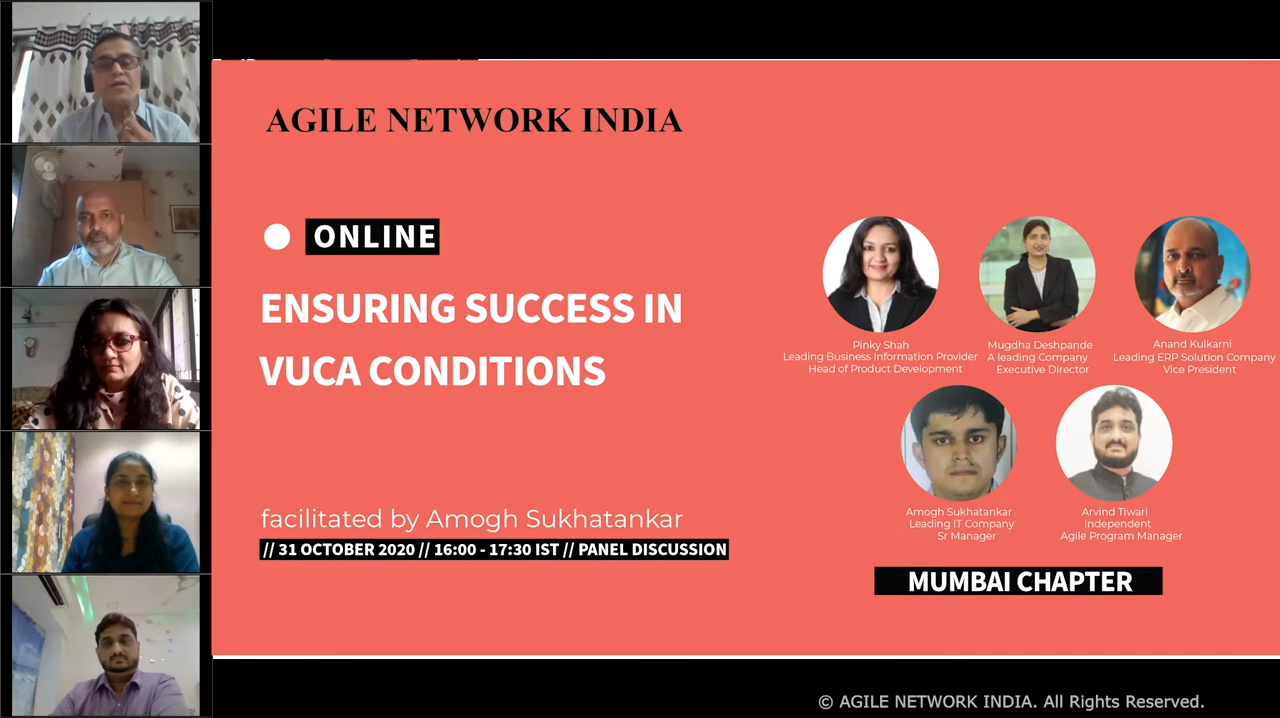 AGILE NETWORK INDIA
ONLINE
ENSURING SUCCESS IN
VUCA CONDITIONS
facilitated by Amogh Sukhatankar
// 31 OCTOBER 2020 // 16:00 - 17:30 IST // PANEL DISCUSSION
Pinky Shah
Leading Business Information Provider
Head of Product Development
Mugdha Deshpande
A leading Company
Executive Director
Anand Kulkarni
Leading ERP Solution Company
Vice President
Amogh Sukhatankar
Leading IT Company
Sr Manager
Arvind Tiwari
Independent
Agile Program Manager
MUMBAI CHAPTER
© AGILE NETWORK INDIA. All Rights Reserved.